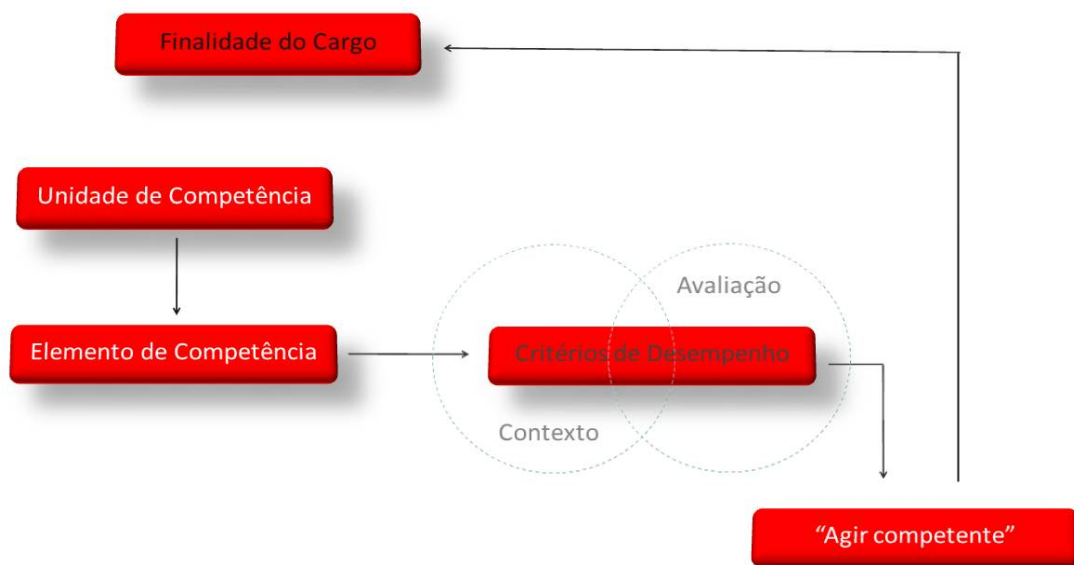 Finalidade do Cargo
Unidade de Competência
Avaliação
Elemento de Competência
Critérios de Desempenho
Contexto
“Agir competente”